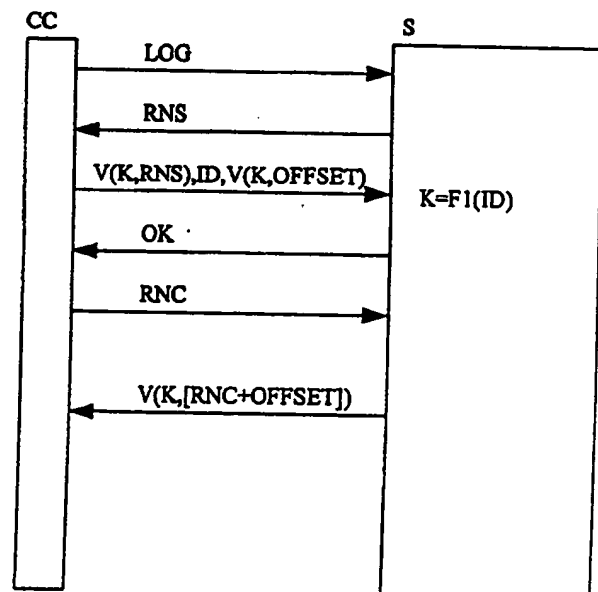 CC
S
LOG
RNS
V(K,RNS),ID,V(K,OFFSET)
K=F1(ID)
OK
RNC
V(K,[RNC+OFFSET])